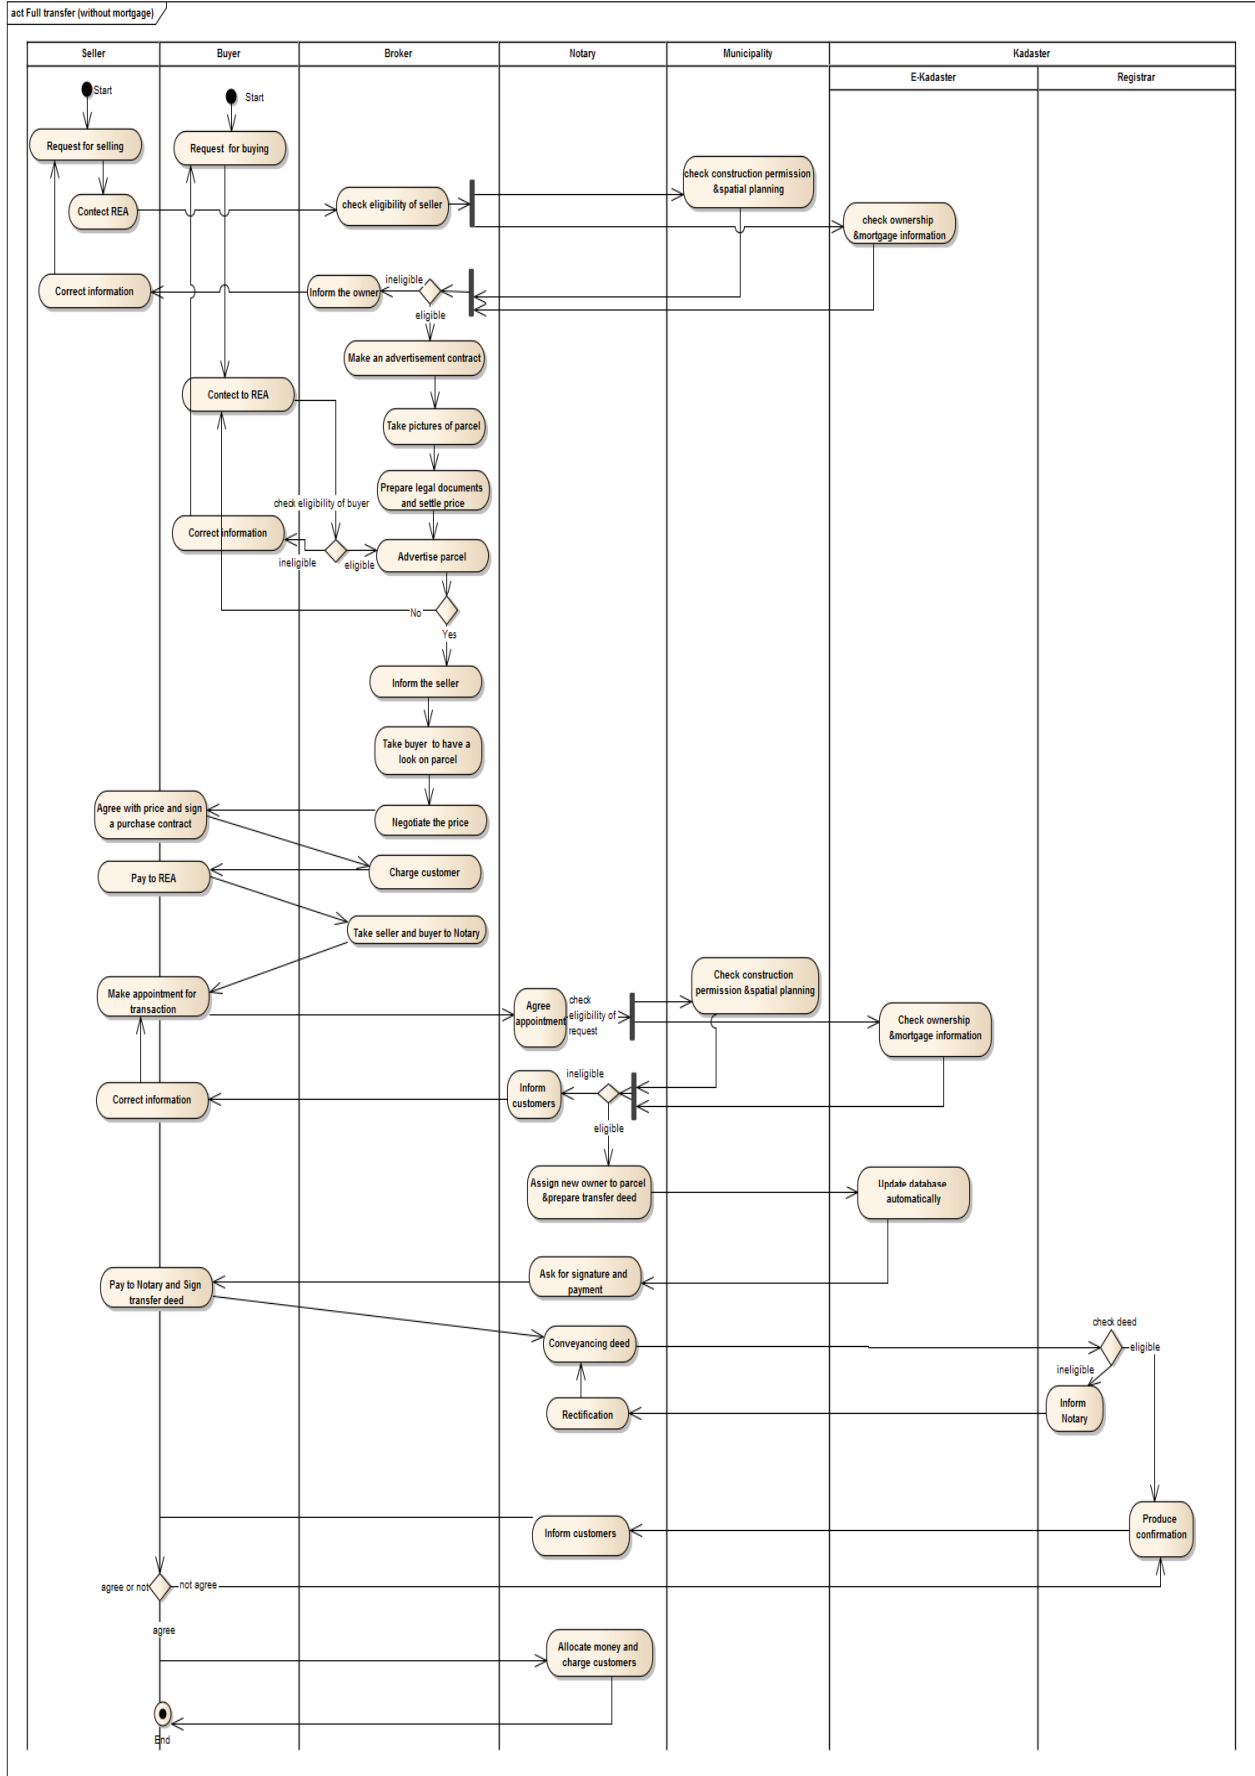 act Full transfer (without mortgage)
Seller
Buyer
Broker
Notary
Municipality
Kadaster
E-Kadaster
Registrar
Start
Start
Request for selling
Request for buying
check construction permission
&spatial planning
Contect REA
check eligibility of seller
check ownership
&mortgage information
ineligible
Correct information
Inform the owner
eligible
Make an advertisement contract
Contect to REA
Take pictures of parcel
Prepare legal documents
and settle price
check eligibility of buyer
Correct information
Advertise parcel
ineligible
eligible
No
Yes
Inform the seller
Take buyer to have a
look on parcel
Agree with price and sign
a purchase contract
Negotiate the price
Pay to REA
Charge customer
Take seller and buyer to Notary
Make appointment for
transaction
Agree
appointment
check
eligibility of
request
Check construction
permission &spatial planning
Check ownership
&mortgage information
ineligible
Correct information
Inform
customers
eligible
Assign new owner to parcel
&prepare transfer deed
Update database
automatically
Pay to Notary and Sign
transfer deed
Ask for signature and
payment
check deed
Conveyancing deed
eligible
ineligible
Rectification
Inform
Notary
Inform customers
Produce
confirmation
agree or not
not agree
agree
Allocate money and
charge customers
End